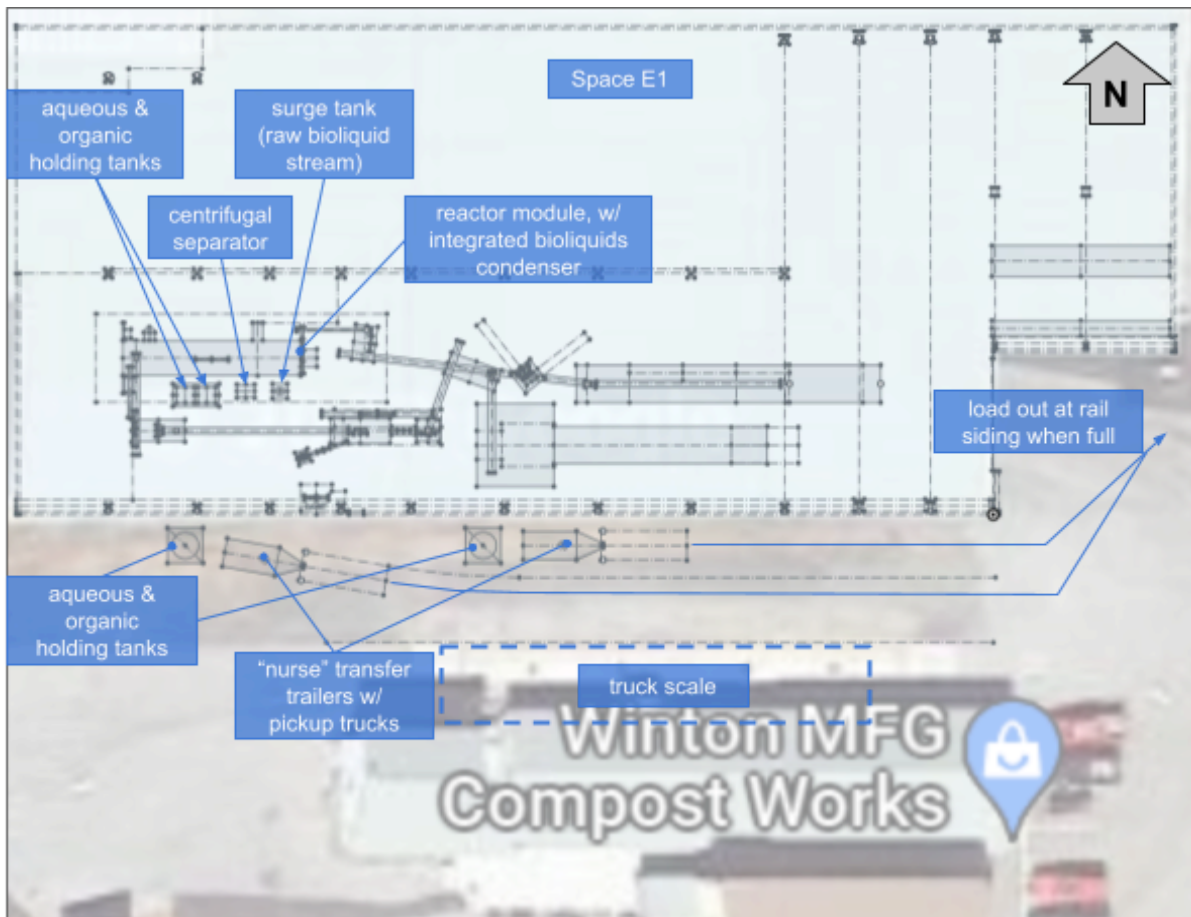 Space E1
N
aqueous &
organic
holding tanks
surge tank
(raw bioliquid
stream)
centrifugal
separator
reactor module, w/
integrated bioliquids
condenser
load out at rail
siding when full
aqueous &
organic
holding tanks
“nurse” transfer
trailers w/
pickup trucks
truck scale
Winton MFG
Compost Works